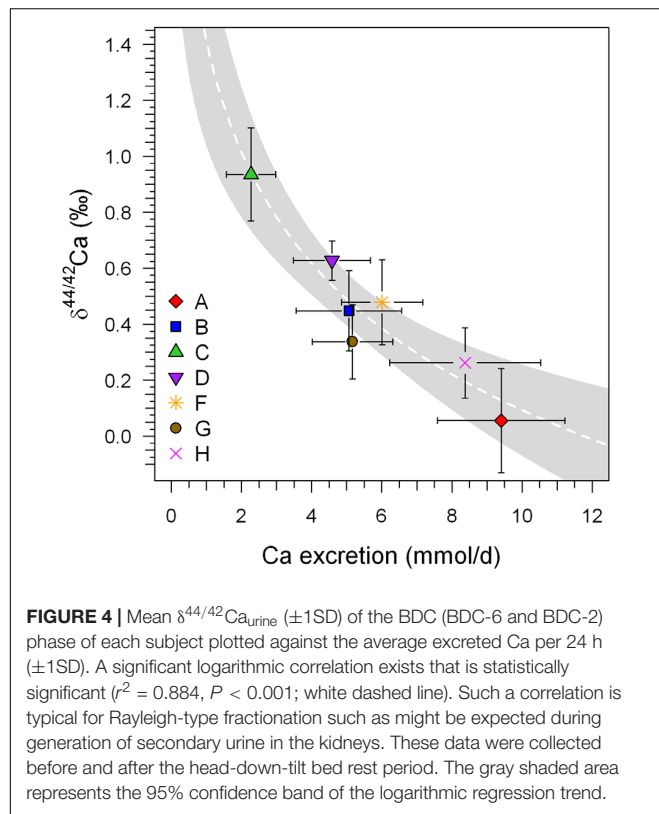 1.4
1.2
1.0
0.8
0.6
0.4
0.2
0.0
δ44/42Ca (‰)
A
B
C
D
F
G
H
0 2 4 6 8 10 12
Ca excretion (mmol/d)
FIGURE 4 | Mean δ44/42Caurine (±1SD) of the BDC (BDC-6 and BDC-2)
phase of each subject plotted against the average excreted Ca per 24 h
(±1SD). A significant logarithmic correlation exists that is statistically
significant (r2 = 0.884, P < 0.001; white dashed line). Such a correlation is
typical for Rayleigh-type fractionation such as might be expected during
generation of secondary urine in the kidneys. These data were collected
before and after the head-down-tilt bed rest period. The gray shaded area
represents the 95% confidence band of the logarithmic regression trend.